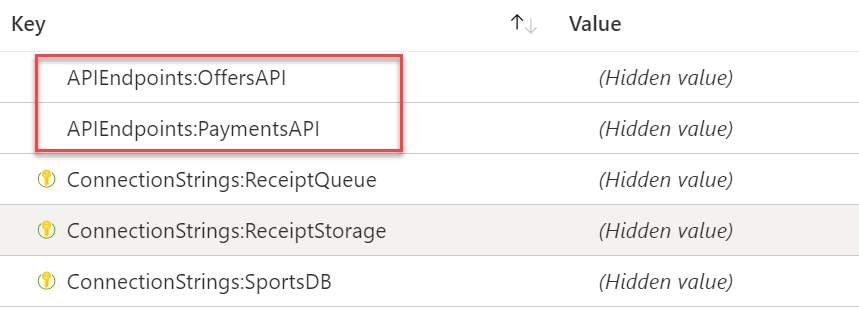 Key Value
APIEndpoints:OffersAPI (Hidden value)
APIEndpoints:PaymentsAPI (Hidden value)
ConnectionStrings:ReceiptQueue (Hidden value)
ConnectionStrings:ReceiptStorage (Hidden value)
ConnectionStrings:SportsDB (Hidden value)